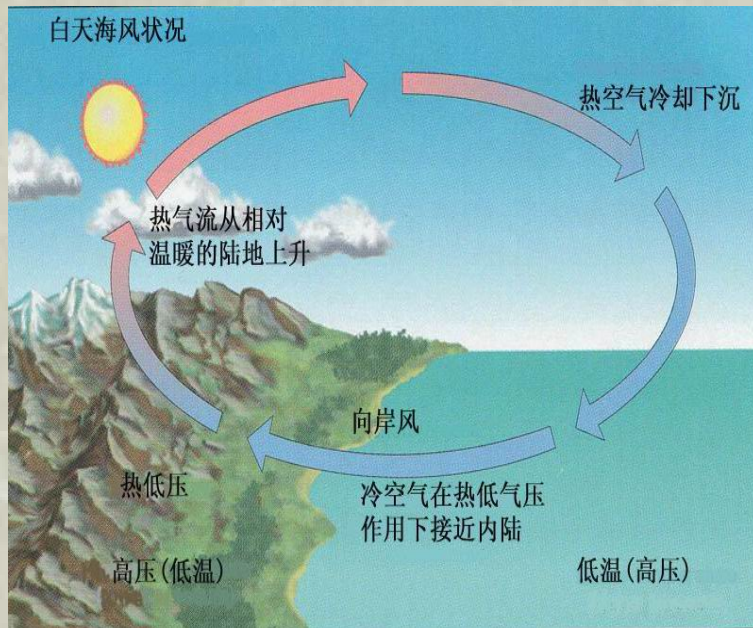 白天海风状况
热空气冷却下沉
热气流从相对
温暖的陆地上升
向岸风
热低压
冷空气在热低气压
作用下接近内陆
高压(低温)
低温(高压)